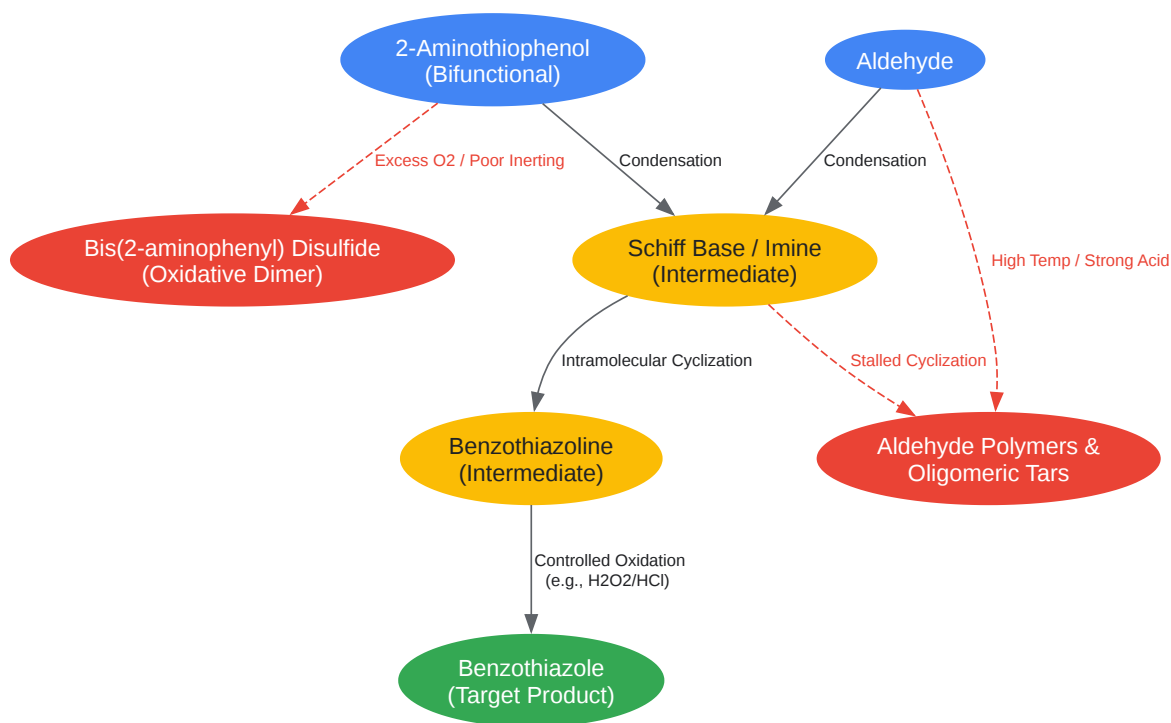 2-Aminothiophenol
(Bifunctional)
Aldehyde
Excess O2 / Poor Inerting
Condensation
Condensation
Bis(2-aminophenyl) Disulfide
(Oxidative Dimer)
Schiff Base / Imine
(Intermediate)
High Temp / Strong Acid
Intramolecular Cyclization
Stalled Cyclization
Benzothiazoline
(Intermediate)
Aldehyde Polymers &
Oligomeric Tars
Controlled Oxidation
(e.g., H2O2/HCl)
Benzothiazole
(Target Product)